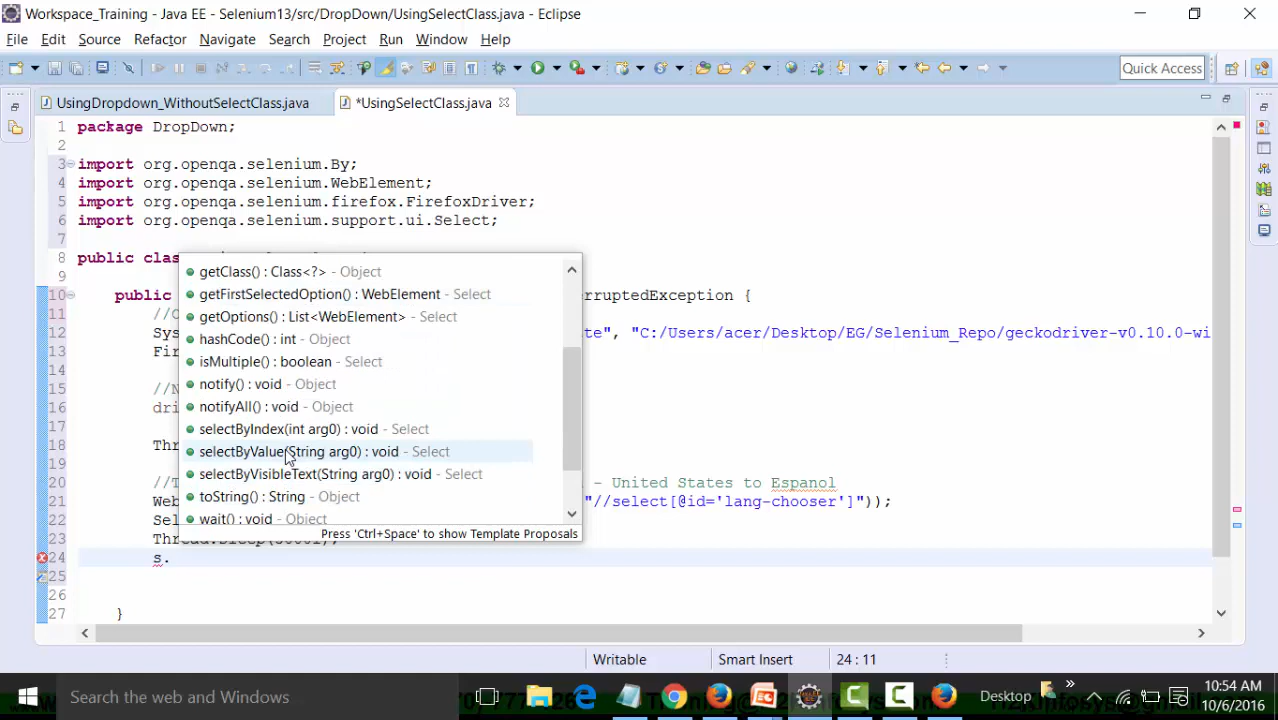 Workspace_Training - Java EE - Selenium13/src/DropDown/UsingSelectClass.java - Eclipse
File Edit Source Refactor Navigate Search Project Run Window Help
Quick Access
UsingDropdown_WithoutSelectClass.java *UsingSelectClass.java
1 package DropDown;
2
3 import org.openqa.selenium.By;
4 import org.openqa.selenium.WebElement;
5 import org.openqa.selenium.firefox.FirefoxDriver;
6 import org.openqa.selenium.support.ui.Select;
7
8 public clas
9
10 public rruptedException {
11 //
12 Sys te", "C:/Users/acer/Desktop/EG/Selenium_Repo/geckodriver-v0.10.0-wi
13 Fir
14
15 //N
16 dri
17
18 Thr
19
20 //T - United States to Espanol
21 Web "//select[@id='lang-chooser']"));
22 Sel
23
24 s.
25
26
27 }
getClass() : Class<?> - Object
getFirstSelectedOption() : WebElement - Select
getOptions() : List<WebElement> - Select
hashCode() : int - Object
isMultiple() : boolean - Select
notify() : void - Object
notifyAll() : void - Object
selectByIndex(int arg0) : void - Select
selectByValue(String arg0) : void - Select
selectByVisibleText(String arg0) : void - Select
toString() : String - Object
wait() : void - Object
Press 'Ctrl+Space' to show Template Proposals
Writable Smart Insert 24 : 11
Search the web and Windows
Desktop
10:54 AM
10/6/2016